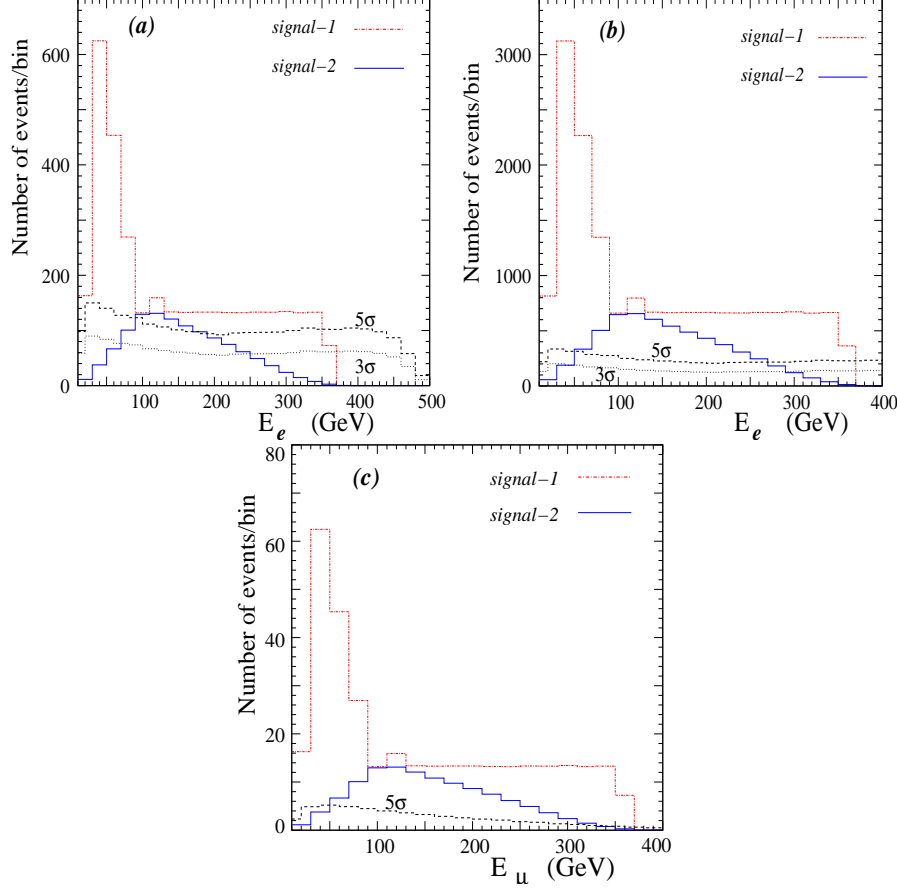 (a)
signal-1
signal-2
Number of events/bin
600
400
200
0
5σ
3σ
100 200 300 400 500
E_e (GeV)
(b)
signal-1
signal-2
Number of events/bin
3000
2000
1000
0
5σ
3σ
100 200 300 400
E_e (GeV)
(c)
signal-1
signal-2
Number of events/bin
80
60
40
20
0
5σ
100 200 300 400
E_μ (GeV)